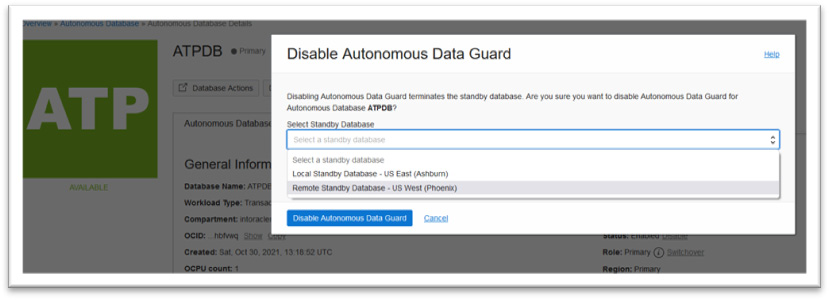 Overview » Autonomous Database » Autonomous Database Details
ATP
AVAILABLE
ATPDB Primary
Database Actions
Autonomous Database
General Inform
Database Name: ATPDB
Workload Type: Transac
Compartment: intoracle
OCID: ...hbfvwq Show Copy
Created: Sat, Oct 30, 2021, 13:18:52 UTC
OCPU count: 1
Disable Autonomous Data Guard
Help
Disabling Autonomous Data Guard terminates the standby database. Are you sure you want to disable Autonomous Data Guard for
Autonomous Database ATPDB?
Select Standby Database
Select a standby database
Select a standby database
Local Standby Database - US East (Ashburn)
Remote Standby Database - US West (Phoenix)
Disable Autonomous Data Guard
Cancel
Status: Enabled Disable
Role: Primary Switchover
Region: Primary